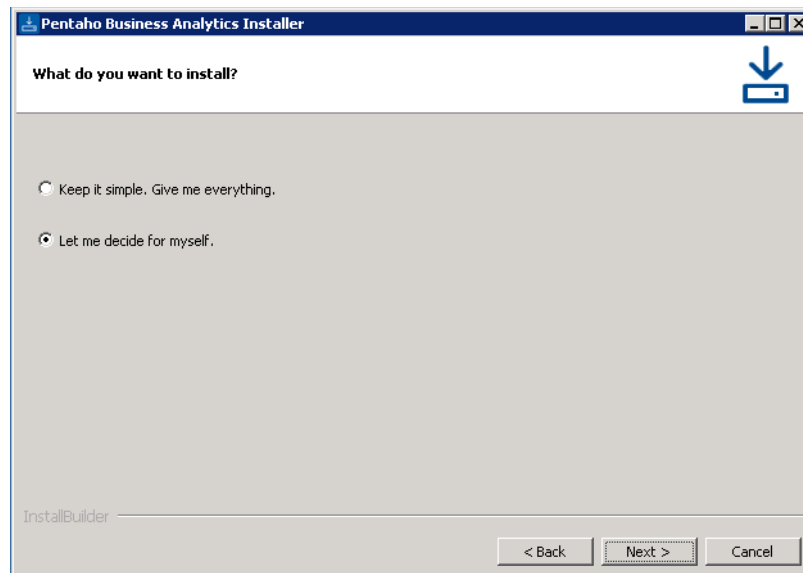 Pentaho Business Analytics Installer
What do you want to install?
Keep it simple. Give me everything.
Let me decide for myself.
InstallBuilder
< Back
Next >
Cancel